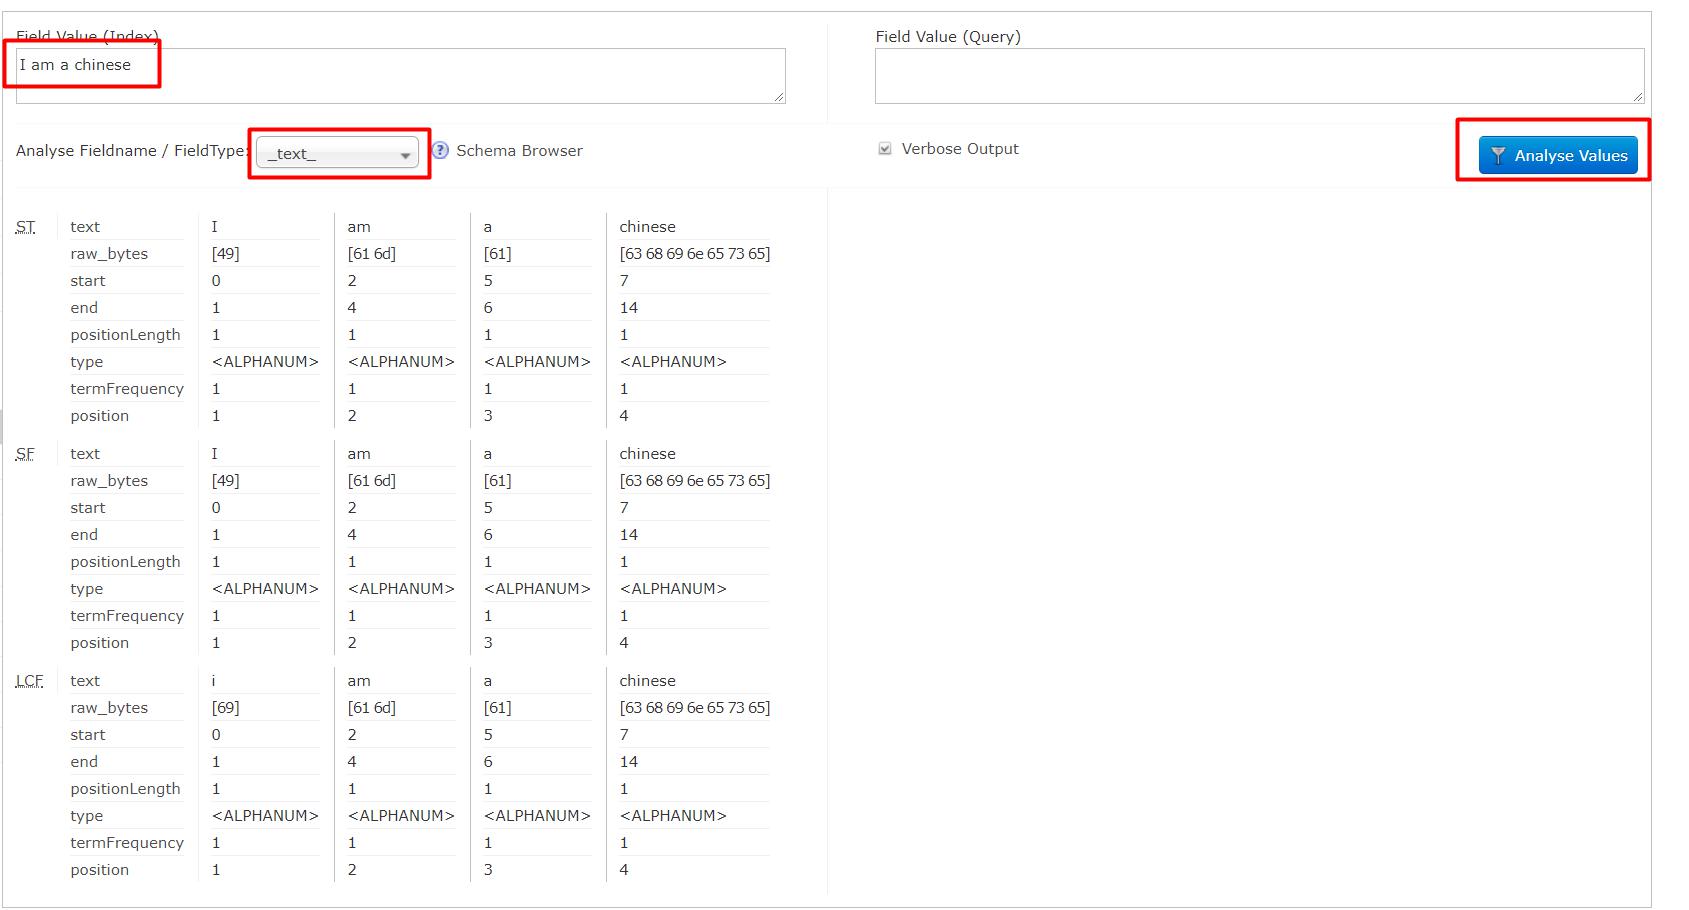 Field Value (Index) Field Value (Query)
I am a chinese
Analyse Fieldname / FieldType: _text_ ? Schema Browser Verbose Output Analyse Values
ST text I am a chinese
raw_bytes [49] [61 6d] [61] [63 68 69 6e 65 73 65]
start 0 2 5 7
end 1 4 6 14
positionLength 1 1 1 1
type <ALPHANUM> <ALPHANUM> <ALPHANUM> <ALPHANUM>
termFrequency 1 1 1 1
position 1 2 3 4
SF text I am a chinese
raw_bytes [49] [61 6d] [61] [63 68 69 6e 65 73 65]
start 0 2 5 7
end 1 4 6 14
positionLength 1 1 1 1
type <ALPHANUM> <ALPHANUM> <ALPHANUM> <ALPHANUM>
termFrequency 1 1 1 1
position 1 2 3 4
LCF text i am a chinese
raw_bytes [69] [61 6d] [61] [63 68 69 6e 65 73 65]
start 0 2 5 7
end 1 4 6 14
positionLength 1 1 1 1
type <ALPHANUM> <ALPHANUM> <ALPHANUM> <ALPHANUM>
termFrequency 1 1 1 1
position 1 2 3 4